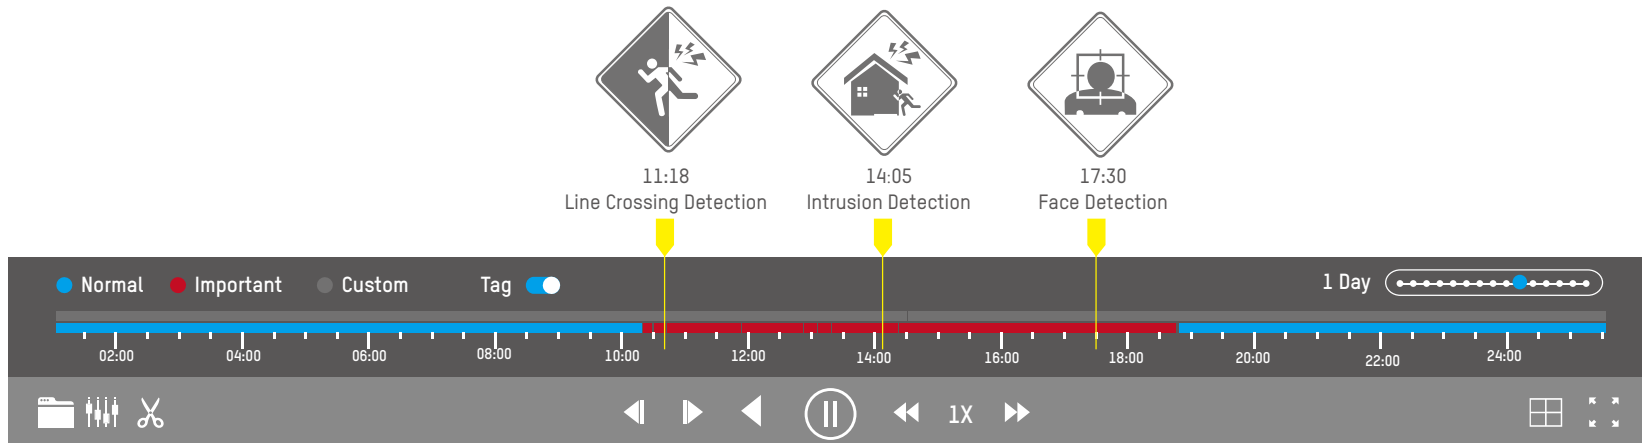 11:18
Line Crossing Detection
14:05
Intrusion Detection
17:30
Face Detection
Normal
Important
Custom
Tag
1 Day
02:00 04:00 06:00 08:00 10:00 12:00 14:00 16:00 18:00 20:00 22:00 24:00
1X